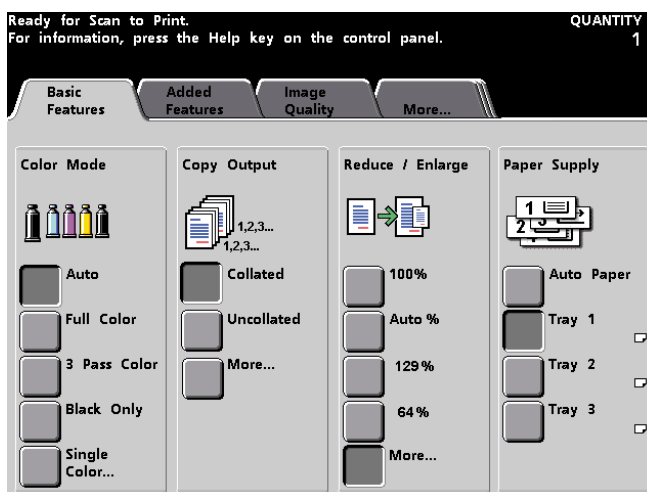 Ready for Scan to Print.
For information, press the Help key on the control panel.
QUANTITY
1
Basic
Features
Added
Features
Image
Quality
More...
Color Mode
Auto
Full Color
3 Pass Color
Black Only
Single
Color...
Copy Output
1,2,3...
1,2,3...
Collated
Uncollated
More...
Reduce / Enlarge
100%
Auto %
129%
64%
More...
Paper Supply
1
2
3
Auto Paper
Tray 1
Tray 2
Tray 3